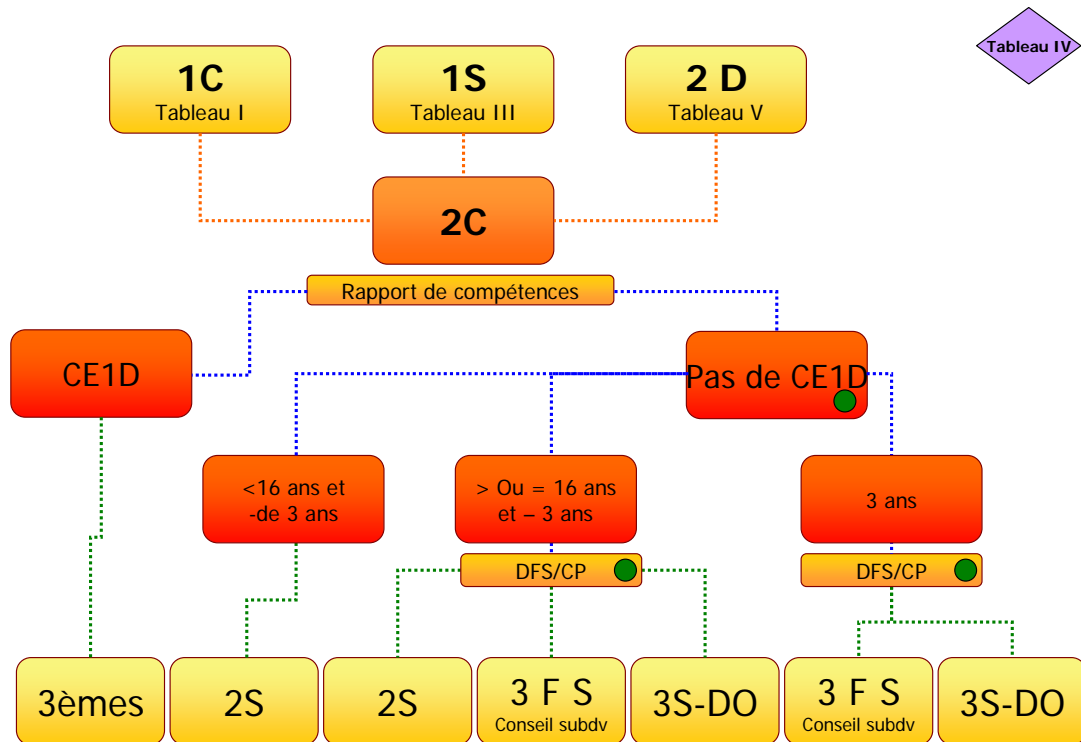 Tableau IV
1C
Tableau I
1S
Tableau III
2 D
Tableau V
2C
Rapport de compétences
CE1D
Pas de CE1D
<16 ans et
-de 3 ans
> Ou = 16 ans
et – 3 ans
3 ans
DFS/CP
DFS/CP
3èmes
2S
2S
3 F S
Conseil subdv
3S-DO
3 F S
Conseil subdv
3S-DO